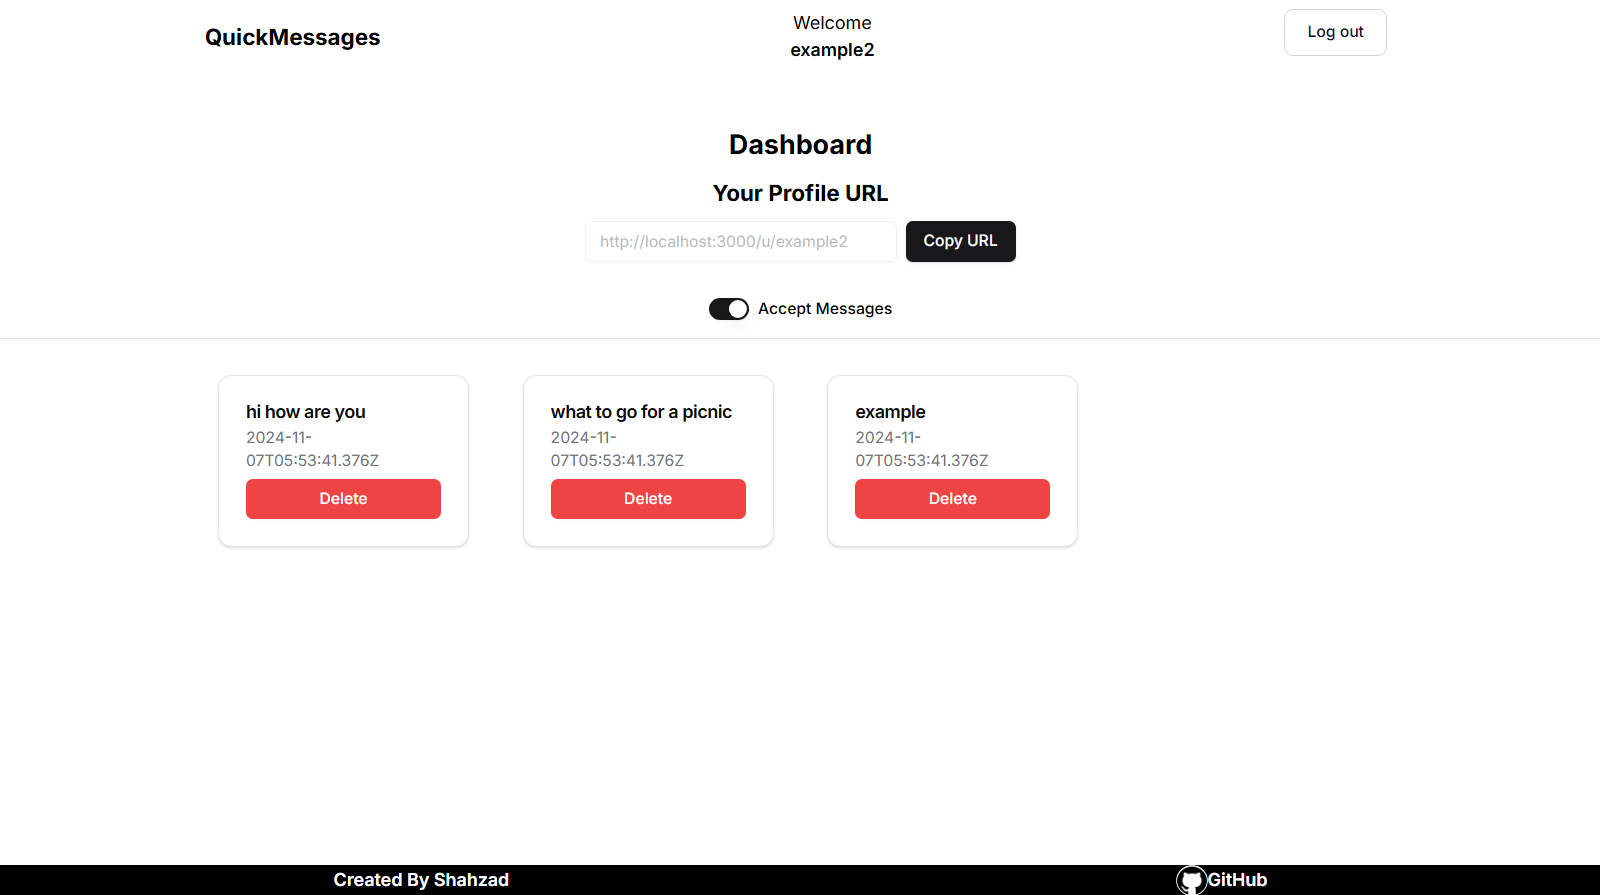 QuickMessages
Welcome
example2
Log out
Dashboard
Your Profile URL
http://localhost:3000/u/example2
Copy URL
Accept Messages
hi how are you
2024-11-
07T05:53:41.376Z
Delete
what to go for a picnic
2024-11-
07T05:53:41.376Z
Delete
example
2024-11-
07T05:53:41.376Z
Delete
Created By Shahzad
GitHub